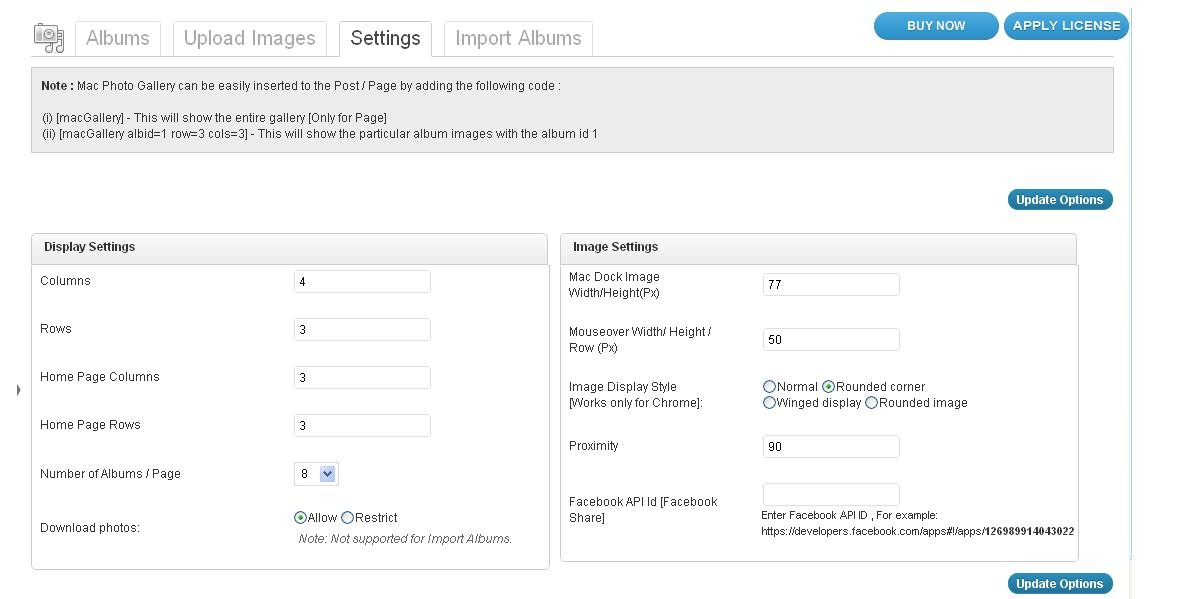 Albums Upload Images Settings Import Albums BUY NOW APPLY LICENSE
Note : Mac Photo Gallery can be easily inserted to the Post / Page by adding the following code :
(i) [macGallery] - This will show the entire gallery [Only for Page]
(ii) [macGallery albid=1 row=3 cols=3] - This will show the particular album images with the album id 1
Update Options
Display Settings
Columns 4
Rows 3
Home Page Columns 3
Home Page Rows 3
Number of Albums / Page 8
Download photos: Allow Restrict
Note: Not supported for Import Albums.
Image Settings
Mac Dock Image
Width/Height(Px) 77
Mouseover Width/ Height /
Row (Px) 50
Image Display Style Normal Rounded corner
[Works only for Chrome]: Winged display Rounded image
Proximity 90
Facebook API Id [Facebook
Share]
Enter Facebook API ID , For example:
https://developers.facebook.com/apps#!/apps/126989914043022
Update Options